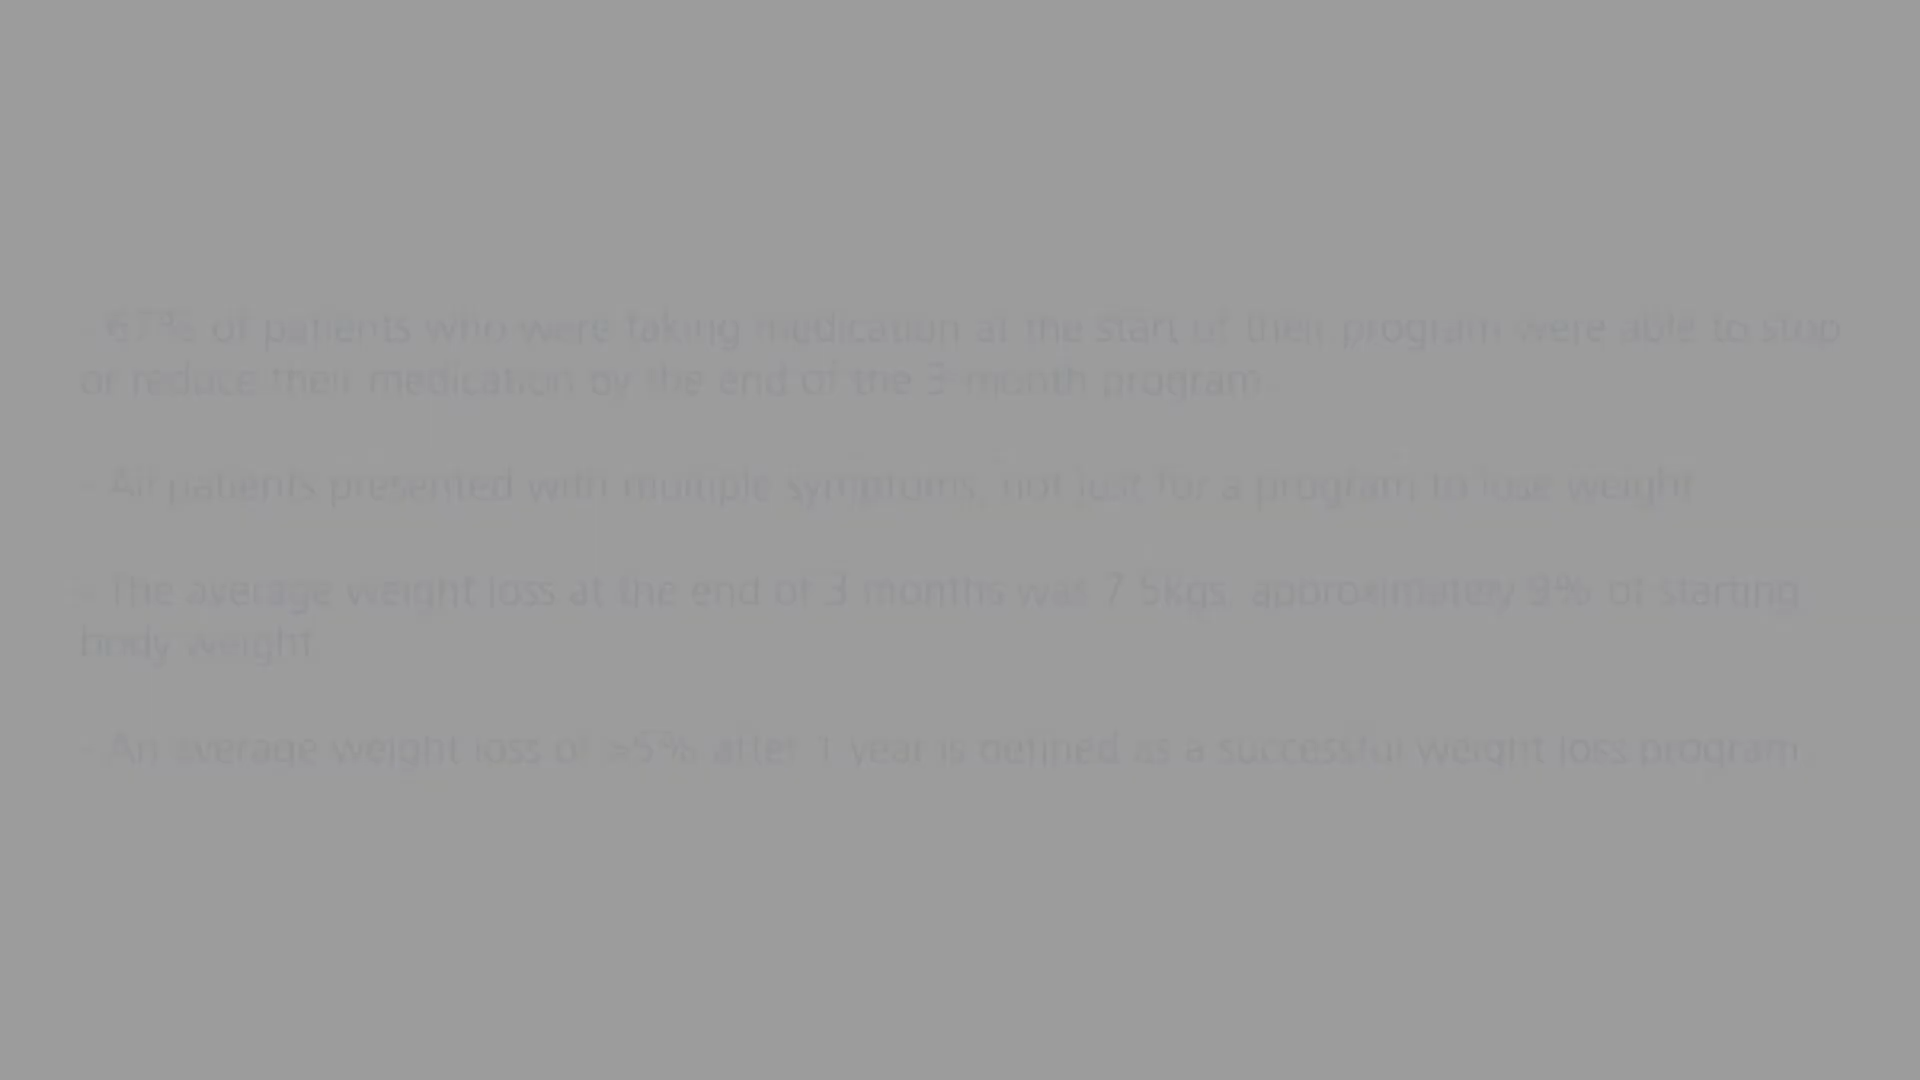 - 67% of patients who were taking medication at the start of their program were able to stop
or reduce their medication by the end of the 3 month program
- All patients presented with multiple symptoms, not just for a program to lose weight
- The average weight loss at the end of 3 months was 7.5kgs, approximately 9% of starting
body weight
- An average weight loss of >5% after 1 year is defined as a successful weight loss program.